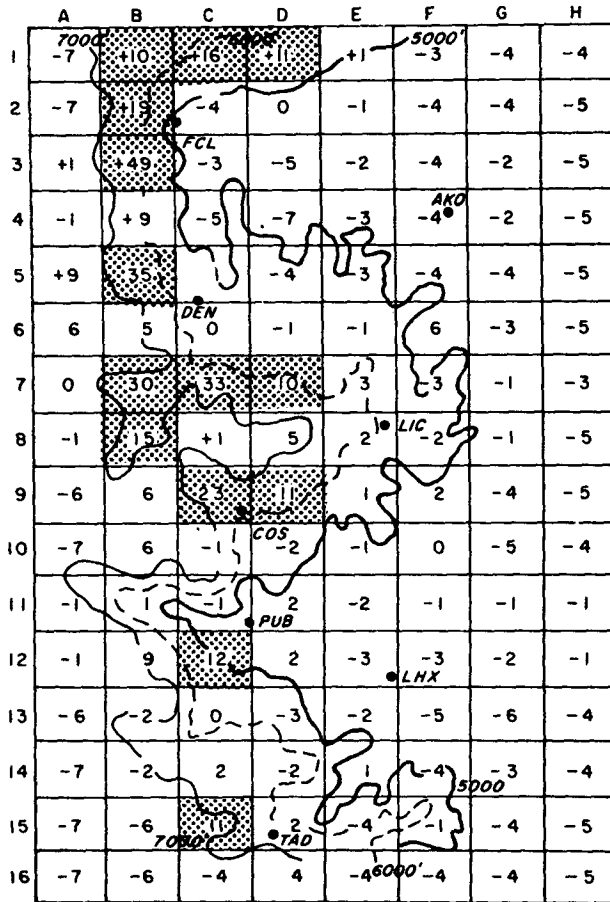 A B C D E F G H
7000' 6000' 5000'
1 -7 +10 +16 +11 +1 -3 -4 -4
2 -7 +19 -4 0 -1 -4 -4 -5
FCL
3 +1 +49 -3 -5 -2 -4 -2 -5
AKO
4 -1 +9 -5 -7 -3 -4 -2 -5
5 +9 35 -4 -3 -4 -4 -5
DEN
6 6 5 0 -1 -1 6 -3 -5
7 0 30 33 10 3 -3 -1 -3
8 -1 15 +1 5 2 LIC -2 -1 -5
9 -6 6 23 11 1 2 -4 -5
COS
10 -7 6 -1 -2 -1 0 -5 -4
11 -1 1 -1 2 -2 -1 -1 -1
PUB
12 -1 9 12 2 -3 -3 -2 -1
LHX
13 -6 -2 0 -3 -2 -5 -6 -4
14 -7 -2 2 -2 1 -4 -3 -4
5000
15 -7 -6 11 2 -4 -1 -4 -5
7000' TAD
6000'
16 -7 -6 -4 4 -4 -4 -4 -5